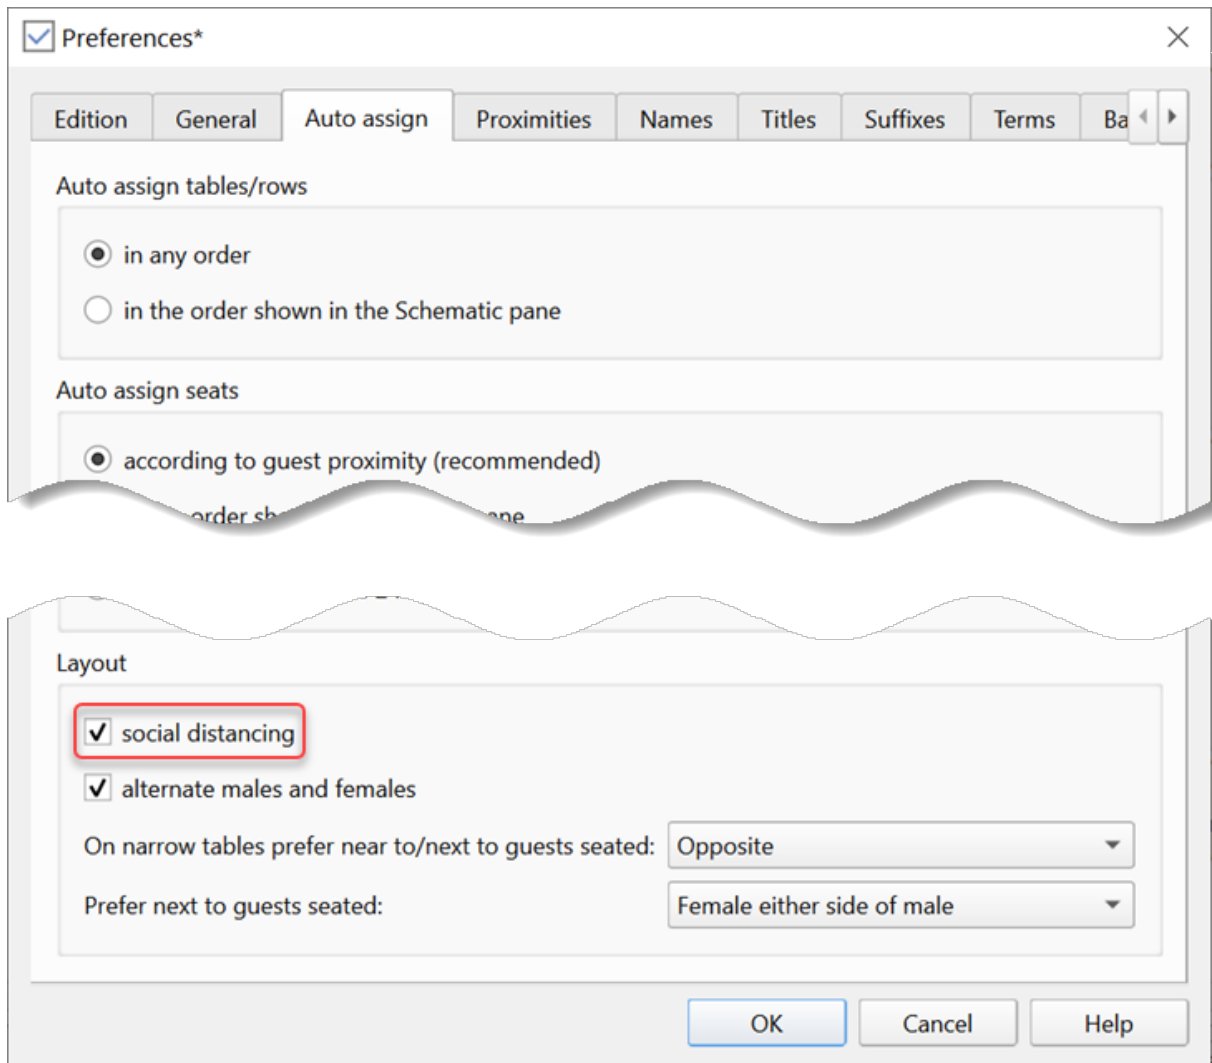 Preferences*
Edition General Auto assign Proximities Names Titles Suffixes Terms Ba
Auto assign tables/rows
in any order
in the order shown in the Schematic pane
Auto assign seats
according to guest proximity (recommended)
order
Layout
social distancing
alternate males and females
On narrow tables prefer near to/next to guests seated: Opposite
Prefer next to guests seated: Female either side of male
OK Cancel Help